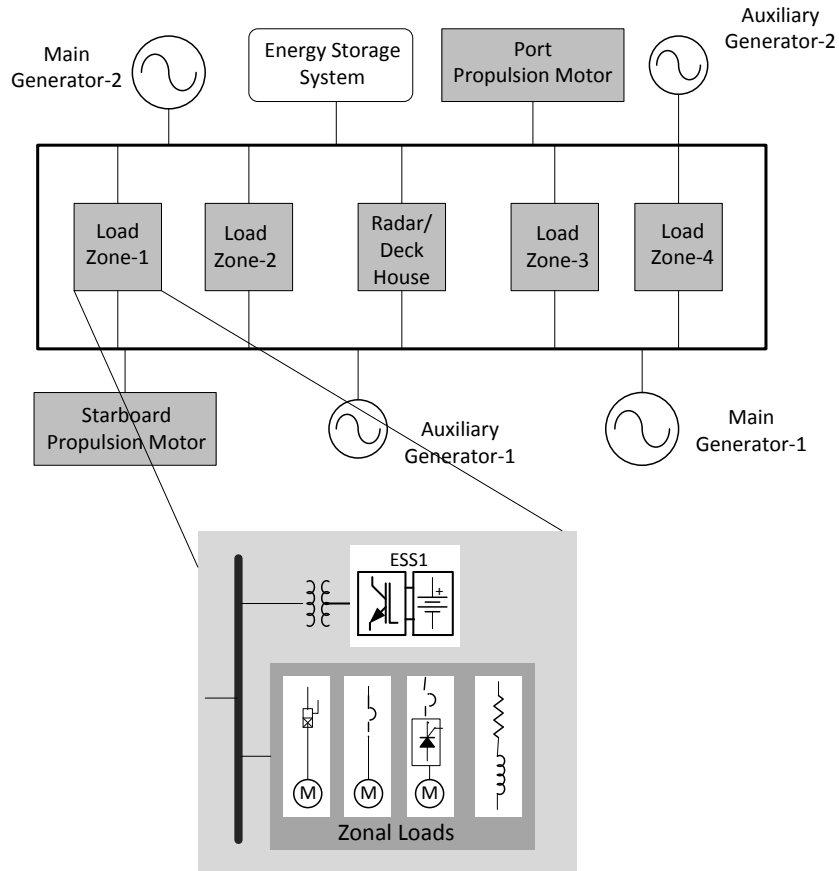 Main
Generator-2
Energy Storage
System
Port
Propulsion Motor
Auxiliary
Generator-2
Load
Zone-1
Load
Zone-2
Radar/
Deck
House
Load
Zone-3
Load
Zone-4
Starboard
Propulsion Motor
Auxiliary
Generator-1
Main
Generator-1
ESS1
+
M
M
M
Zonal Loads